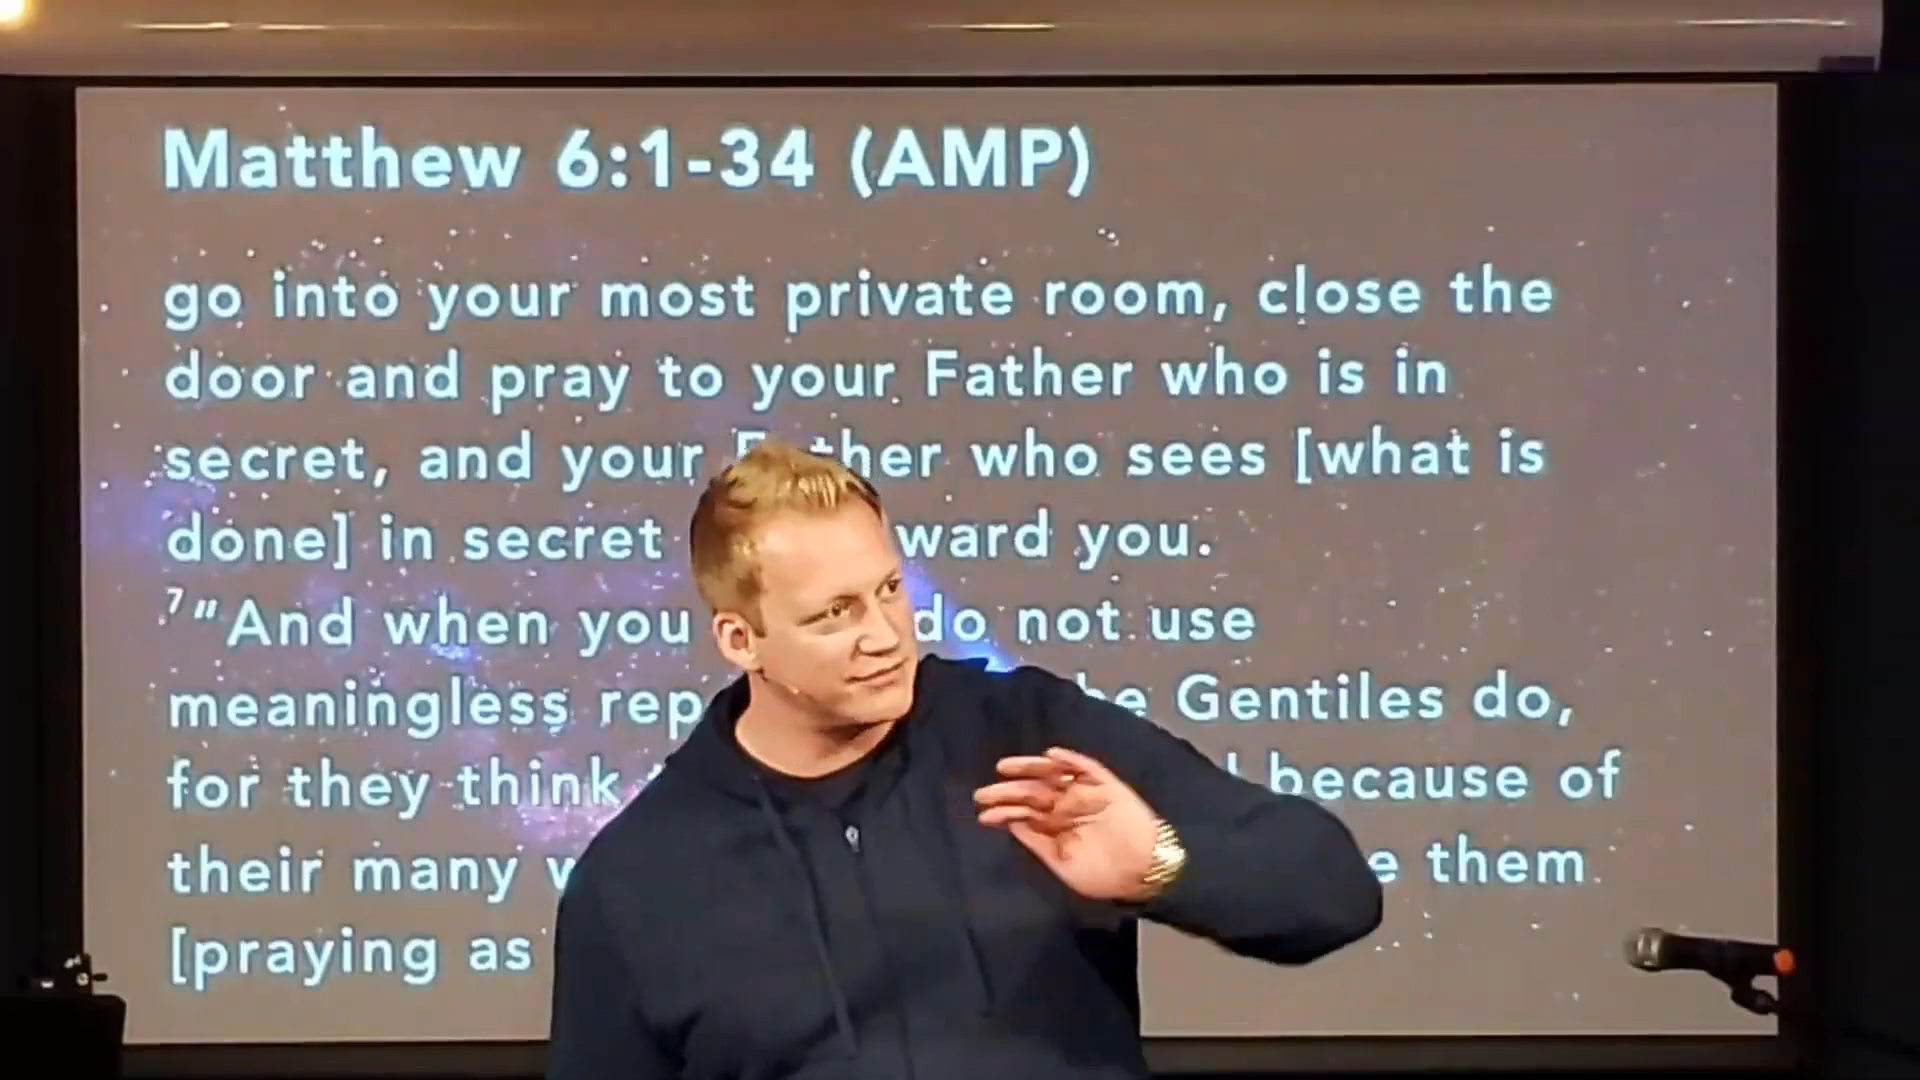 Matthew 6:1-34 (AMP)
go into your most private room, close the
door and pray to your Father who is in
secret, and your Father who sees [what is
done] in secret ward you.
7 "And when you do not use
meaningless rep he Gentiles do,
for they think because of
their many w e them
[praying as